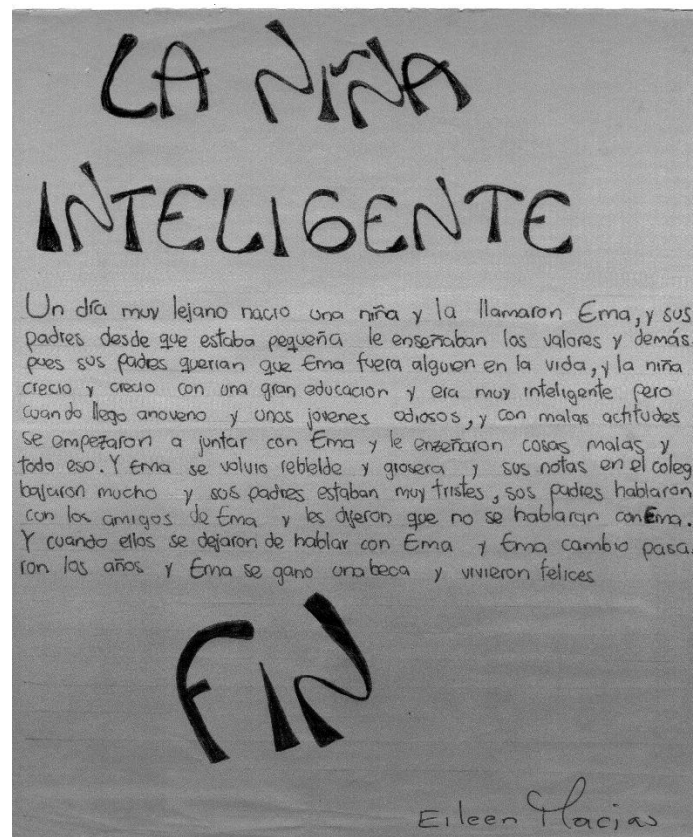 LA NIÑA
INTELIGENTE
Un día muy lejano nacio una niña y la llamaron Ema, y sus
padres desde que estaba pequeña le enseñaban los valores y demás.
pues sus padres querian que Ema fuera alguien en la vida, y la niña
crecio y crecio con una gran educacion y era muy inteligente pero
cuando llego anoveno y unos jovenes odiosos, y con malas actitudes
se empezaron a juntar con Ema y le enzeñaron cosas malas y
todo eso. Y Ema se volvio reblelde y grosera y sus notas en el coleg
bajaron mucho y sus padres estaban muy tristes, sus padres hablaron
con los amigos de Ema y les dijeron que no se hablaran con Ema.
Y cuando ellos se dejaron de hablar con Ema y Ema cambio pasa.
ron los años y Ema se gano una beca y vivieron felices
FIN
Eileen Macias